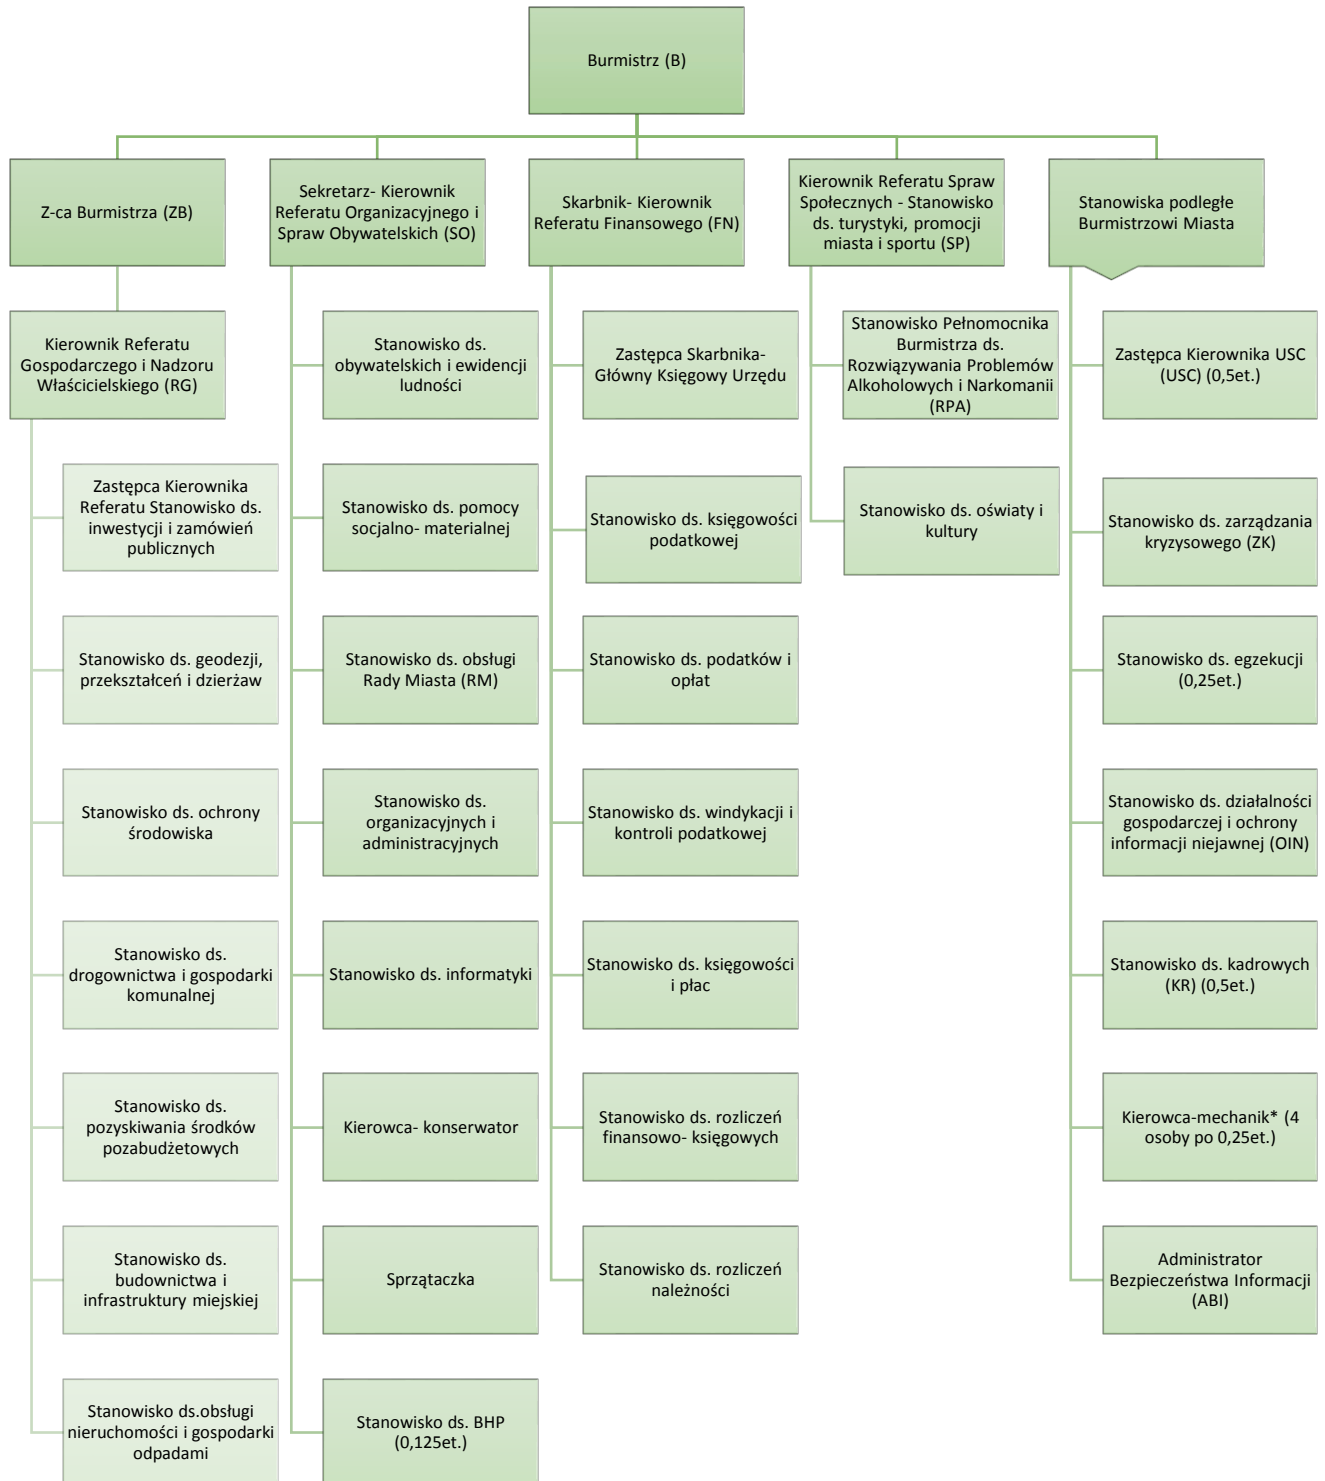 Burmistrz (B)
Z-ca Burmistrza (ZB)
Sekretarz- Kierownik
Referatu Organizacyjnego i
Spraw Obywatelskich (SO)
Skarbnik- Kierownik
Referatu Finansowego (FN)
Kierownik Referatu Spraw
Społecznych - Stanowisko
ds. turystyki, promocji
miasta i sportu (SP)
Stanowiska podległe
Burmistrzowi Miasta
Kierownik Referatu
Gospodarczego i Nadzoru
Właścicielskiego (RG)
Zastępca Kierownika
Referatu Stanowisko ds.
inwestycji i zamówień
publicznych
Stanowisko ds. geodezji,
przekształceń i dzierżaw
Stanowisko ds. ochrony
środowiska
Stanowisko ds.
drogownictwa i gospodarki
komunalnej
Stanowisko ds.
pozyskiwania środków
pozabudżetowych
Stanowisko ds.
budownictwa i
infrastruktury miejskiej
Stanowisko ds.obsługi
nieruchomości i gospodarki
odpadami
Stanowisko ds.
obywatelskich i ewidencji
ludności
Stanowisko ds. pomocy
socjalno- materialnej
Stanowisko ds. obsługi
Rady Miasta (RM)
Stanowisko ds.
organizacyjnych i
administracyjnych
Stanowisko ds. informatyki
Kierowca- konserwator
Sprzątaczka
Stanowisko ds. BHP
(0,125et.)
Zastępca Skarbnika-
Główny Księgowy Urzędu
Stanowisko ds. księgowości
podatkowej
Stanowisko ds. podatków i
opłat
Stanowisko ds. windykacji i
kontroli podatkowej
Stanowisko ds. księgowości
i płac
Stanowisko ds. rozliczeń
finansowo- księgowych
Stanowisko ds. rozliczeń
należności
Stanowisko Pełnomocnika
Burmistrza ds.
Rozwiązywania Problemów
Alkoholowych i Narkomanii
(RPA)
Stanowisko ds. oświaty i
kultury
Zastępca Kierownika USC
(USC) (0,5et.)
Stanowisko ds. zarządzania
kryzysowego (ZK)
Stanowisko ds. egzekucji
(0,25et.)
Stanowisko ds. działalności
gospodarczej i ochrony
informacji niejawnej (OIN)
Stanowisko ds. kadrowych
(KR) (0,5et.)
Kierowca-mechanik* (4
osoby po 0,25et.)
Administrator
Bezpieczeństwa Informacji
(ABI)